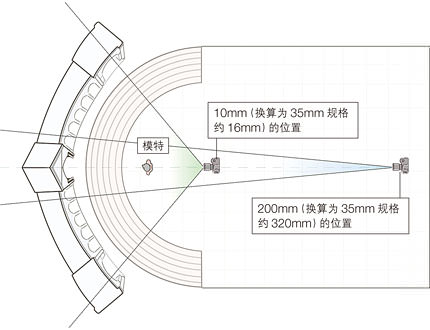 10mm（换算为 35mm 规格
约 16mm）的位置
模特
200mm（换算为 35mm 规格
约 320mm）的位置